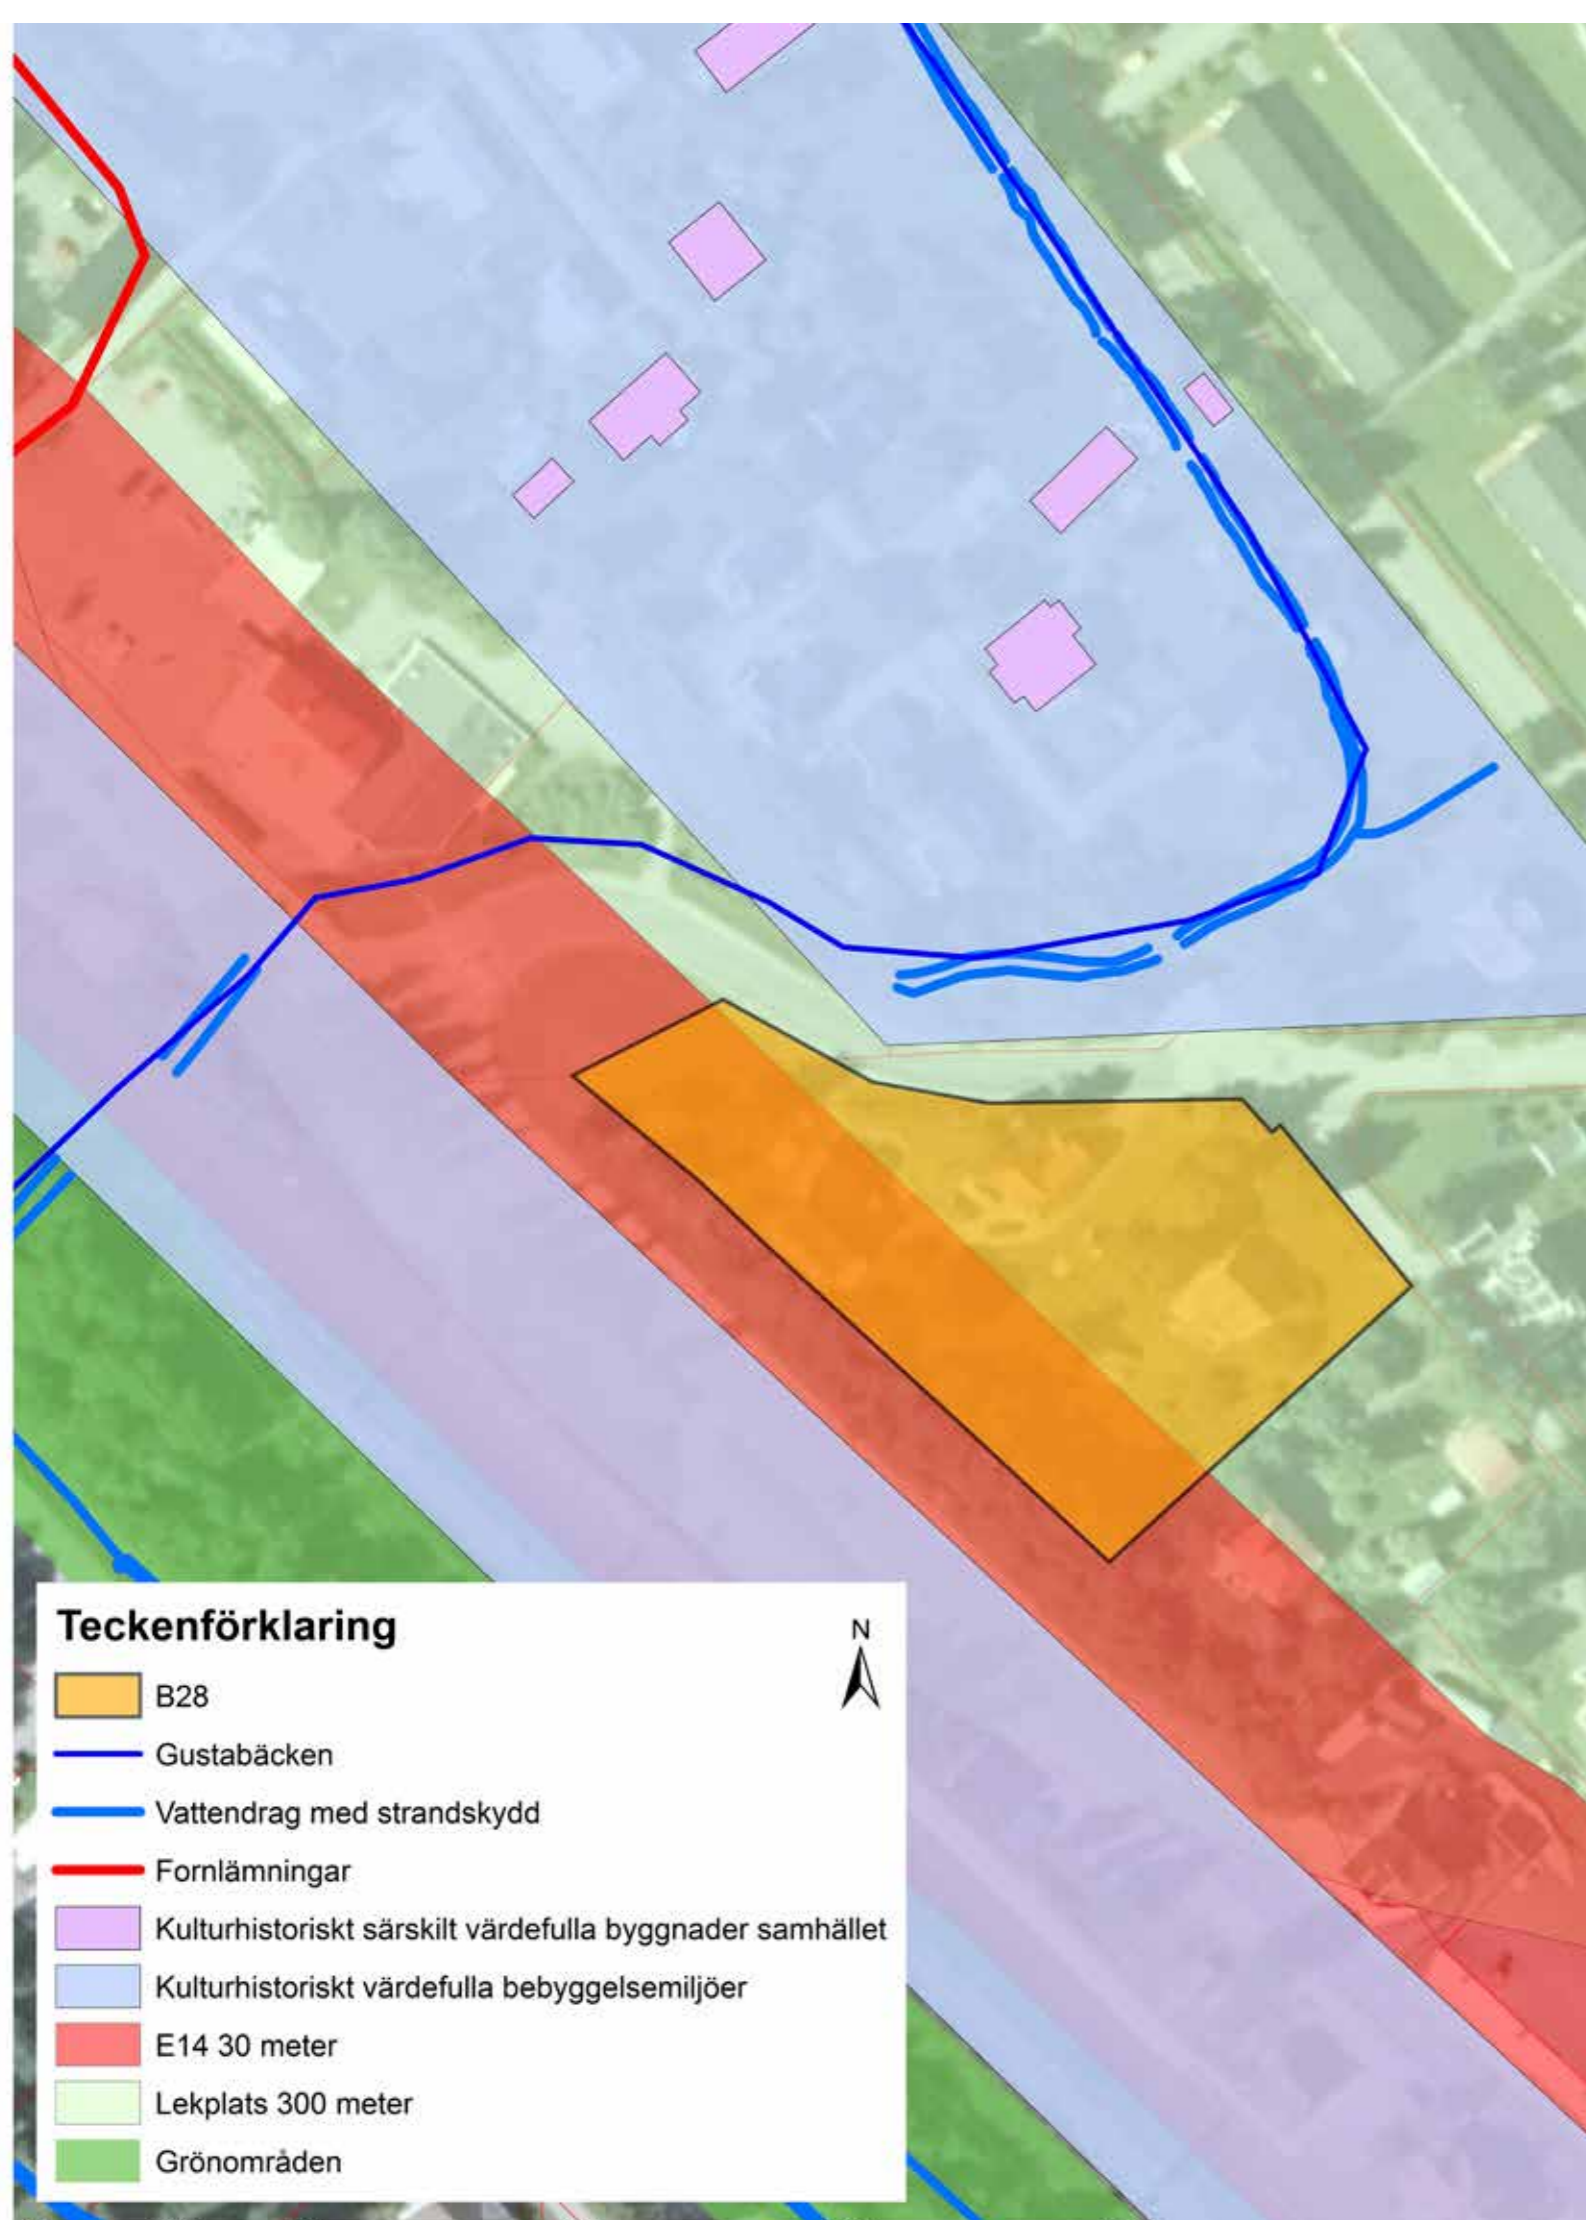 Teckenförklaring
N
B28
Gustabäcken
Vattendrag med strandskydd
Fornlämningar
Kulturhistoriskt särskilt värdefulla byggnader samhället
Kulturhistoriskt värdefulla bebyggelsemiljöer
E14 30 meter
Lekplats 300 meter
Grönområden